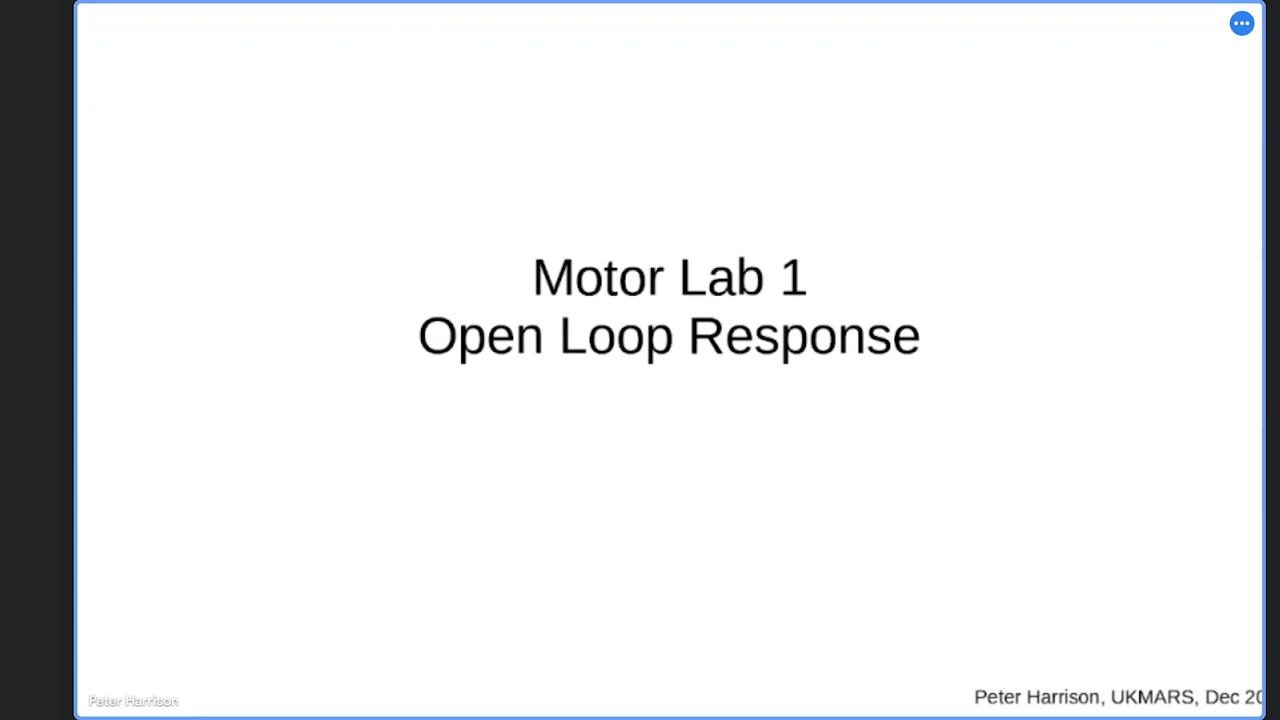 Motor Lab 1
Open Loop Response
Peter Harrison
Peter Harrison, UKMARS, Dec 20